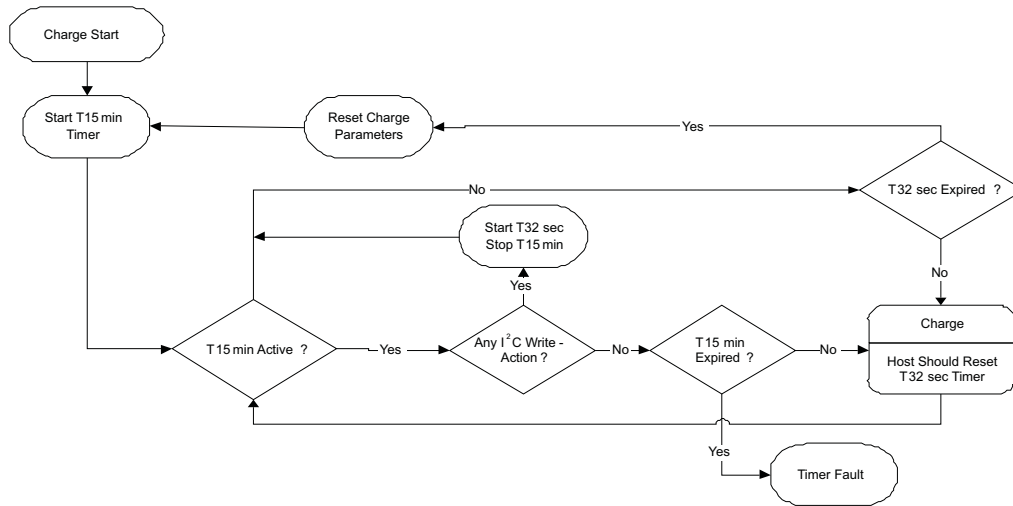 Charge Start
Start T15 min
Timer
Reset Charge
Parameters
Yes
T32 sec Expired ?
No
Start T32 sec
Stop T15 min
Yes
No
T15 min Active ?
Yes
Any I²C Write -
Action ?
No
T15 min
Expired ?
No
Charge
Host Should Reset
T32 sec Timer
Yes
Timer Fault